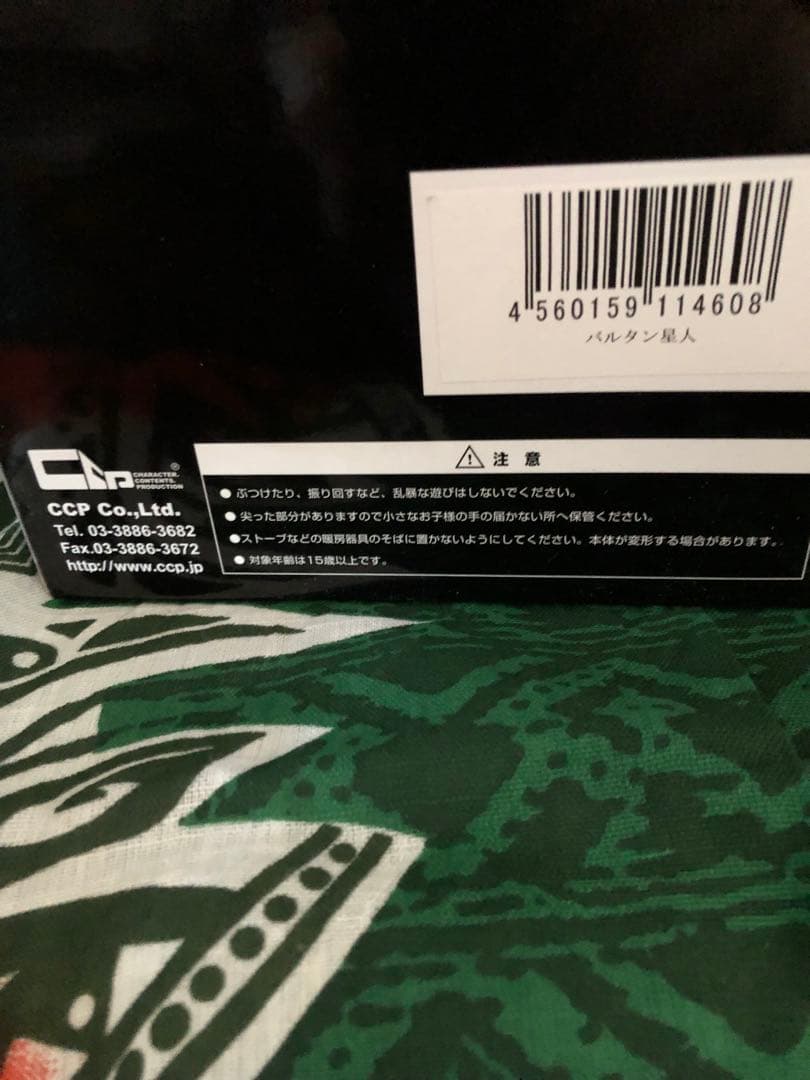 4 560159 114608
バルタン星人
CCP
CHARACTER.
CONTENTS.
PRODUCTION
®
CCP Co.,Ltd.
Tel. 03-3886-3682
Fax.03-3886-3672
http://www.ccp.jp
注 意
●ぶつけたり、振り回すなど、乱暴な遊びはしないでください。
●尖った部分がありますので小さなお子様の手の届かない所へ保管ください。
●ストーブなどの暖房器具のそばに置かないようにしてください。本体が変形する場合があります。
●対象年齢は15歳以上です。